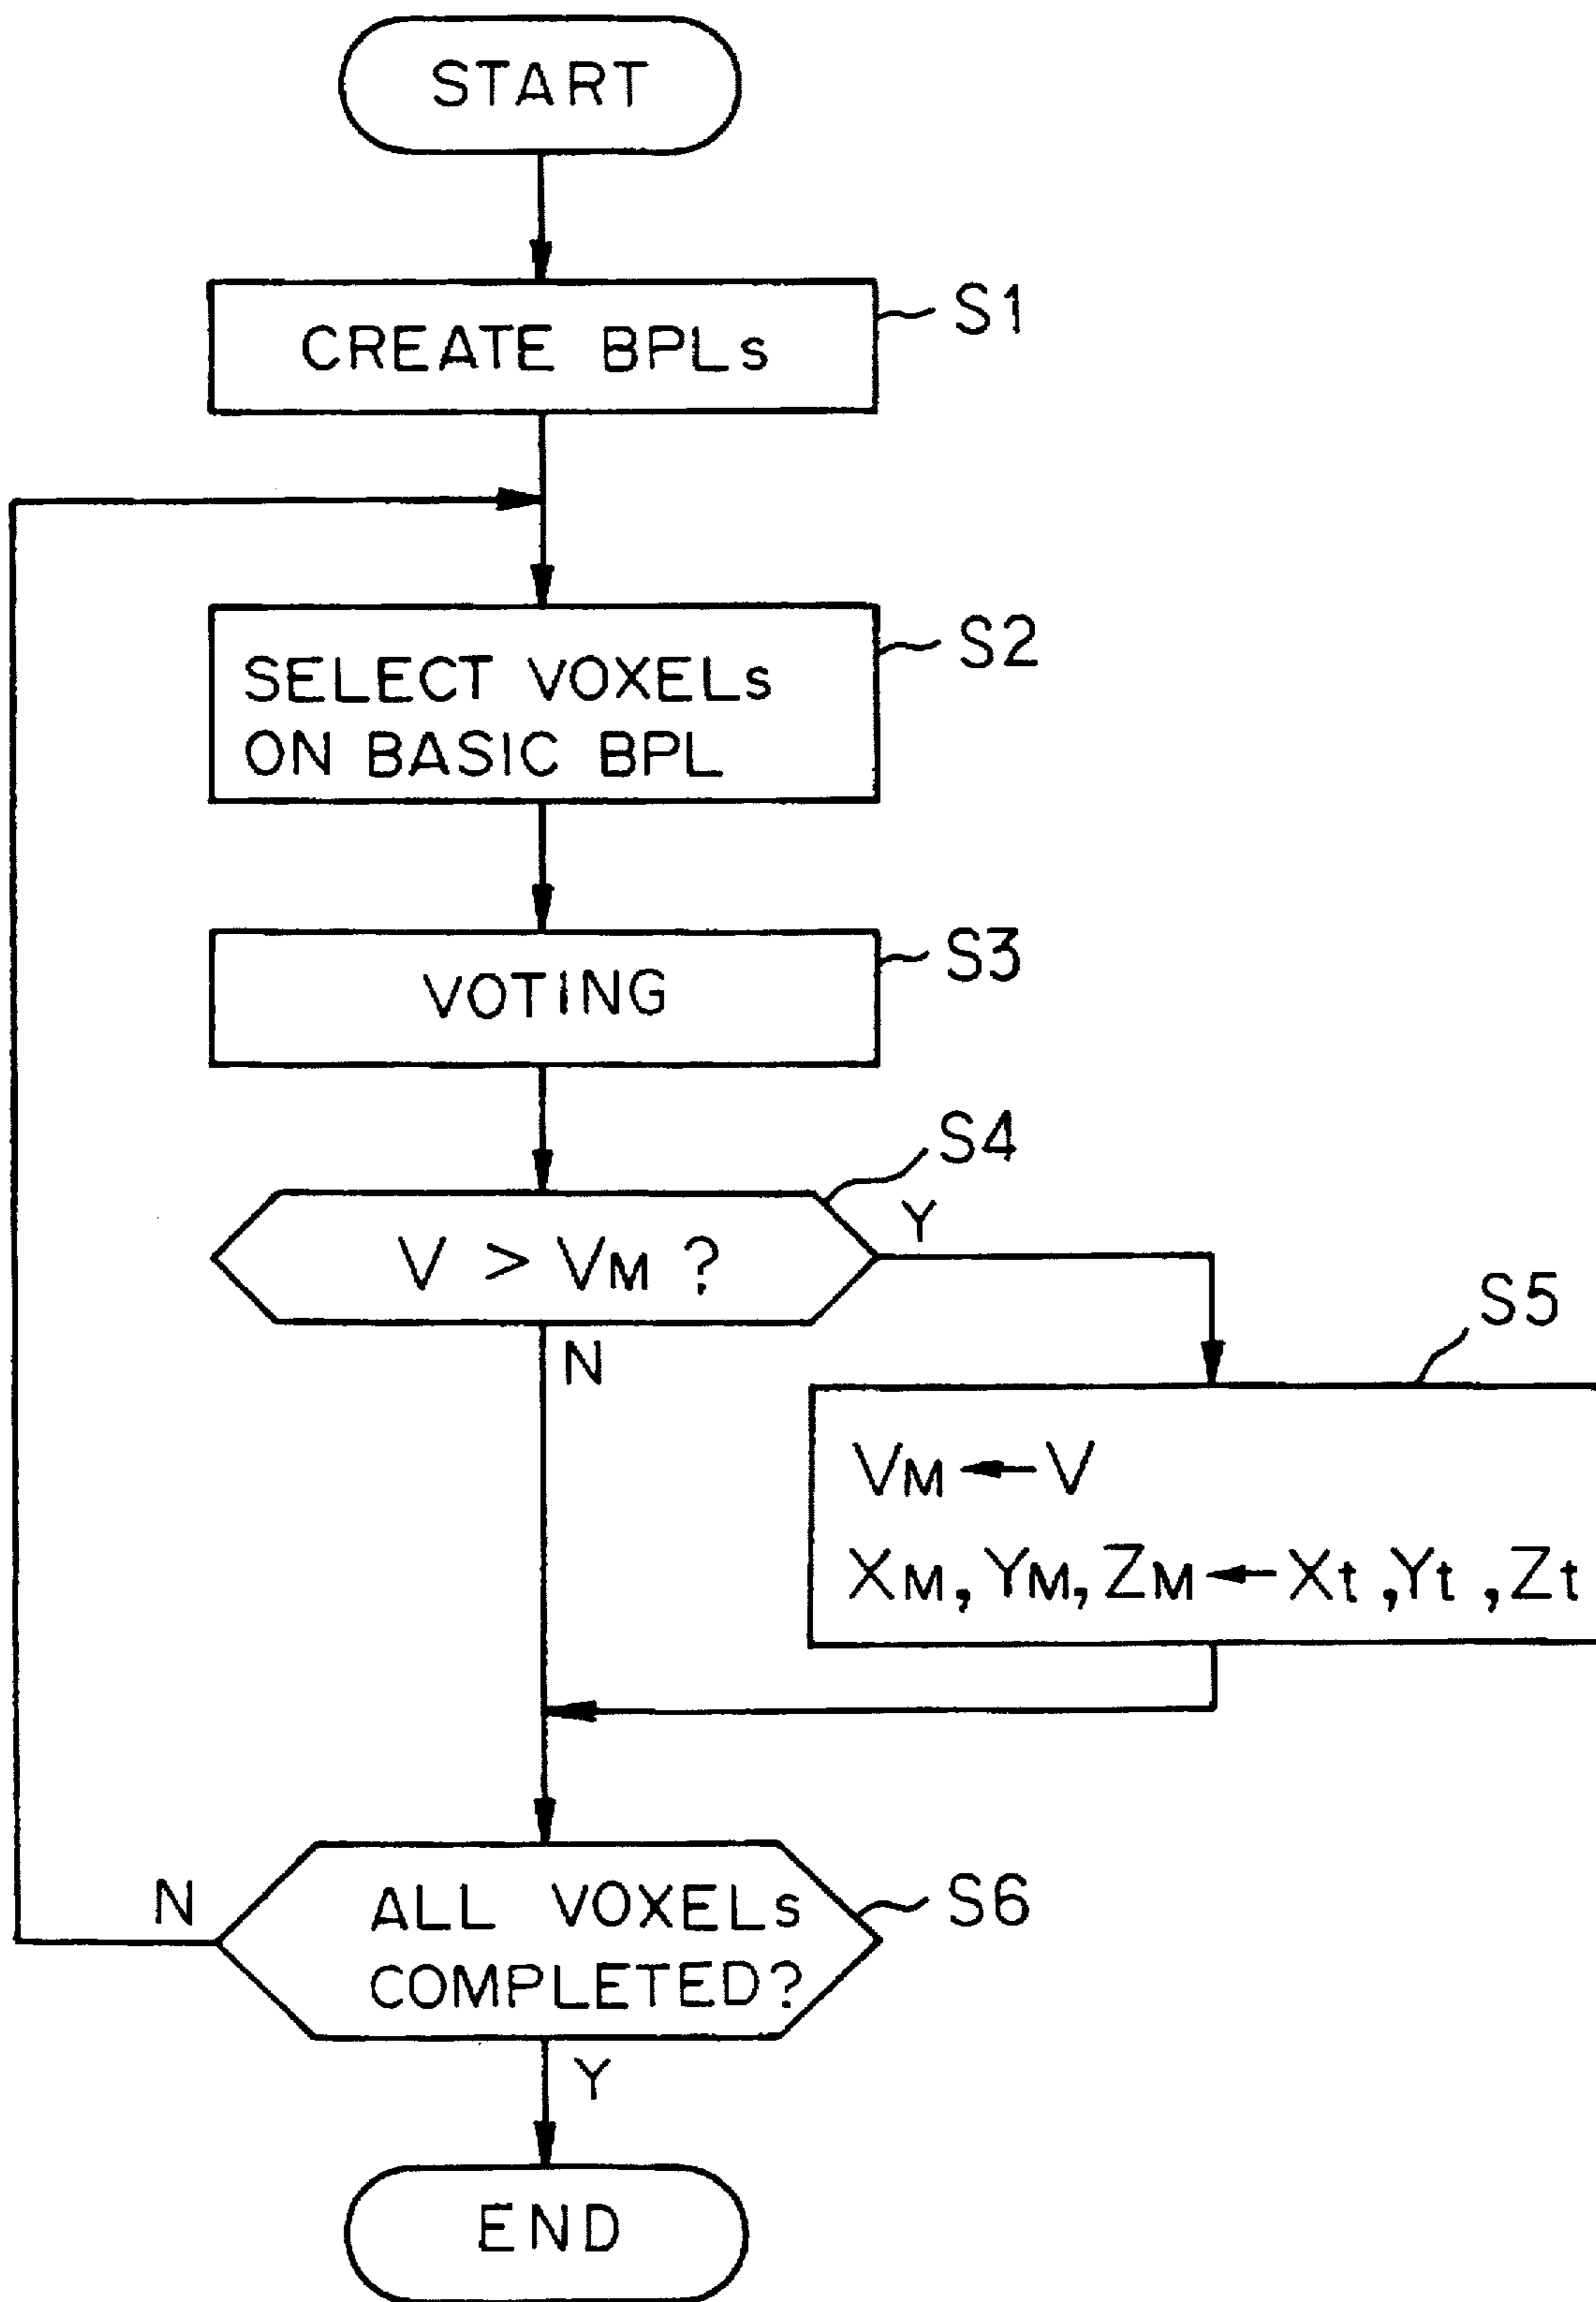 START
CREATE BPLs
S1
SELECT VOXELs
ON BASIC BPL
S2
VOTING
S3
S4
V > VM ?
Y
N
S5
VM ← V
XM, YM, ZM ← Xt, Yt, Zt
N
ALL VOXELs
COMPLETED?
S6
Y
END